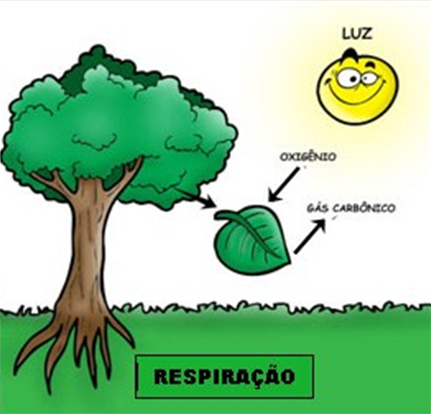 LUZ
OXIGÊNIO
GÁS CARBÔNICO
RESPIRAÇÃO